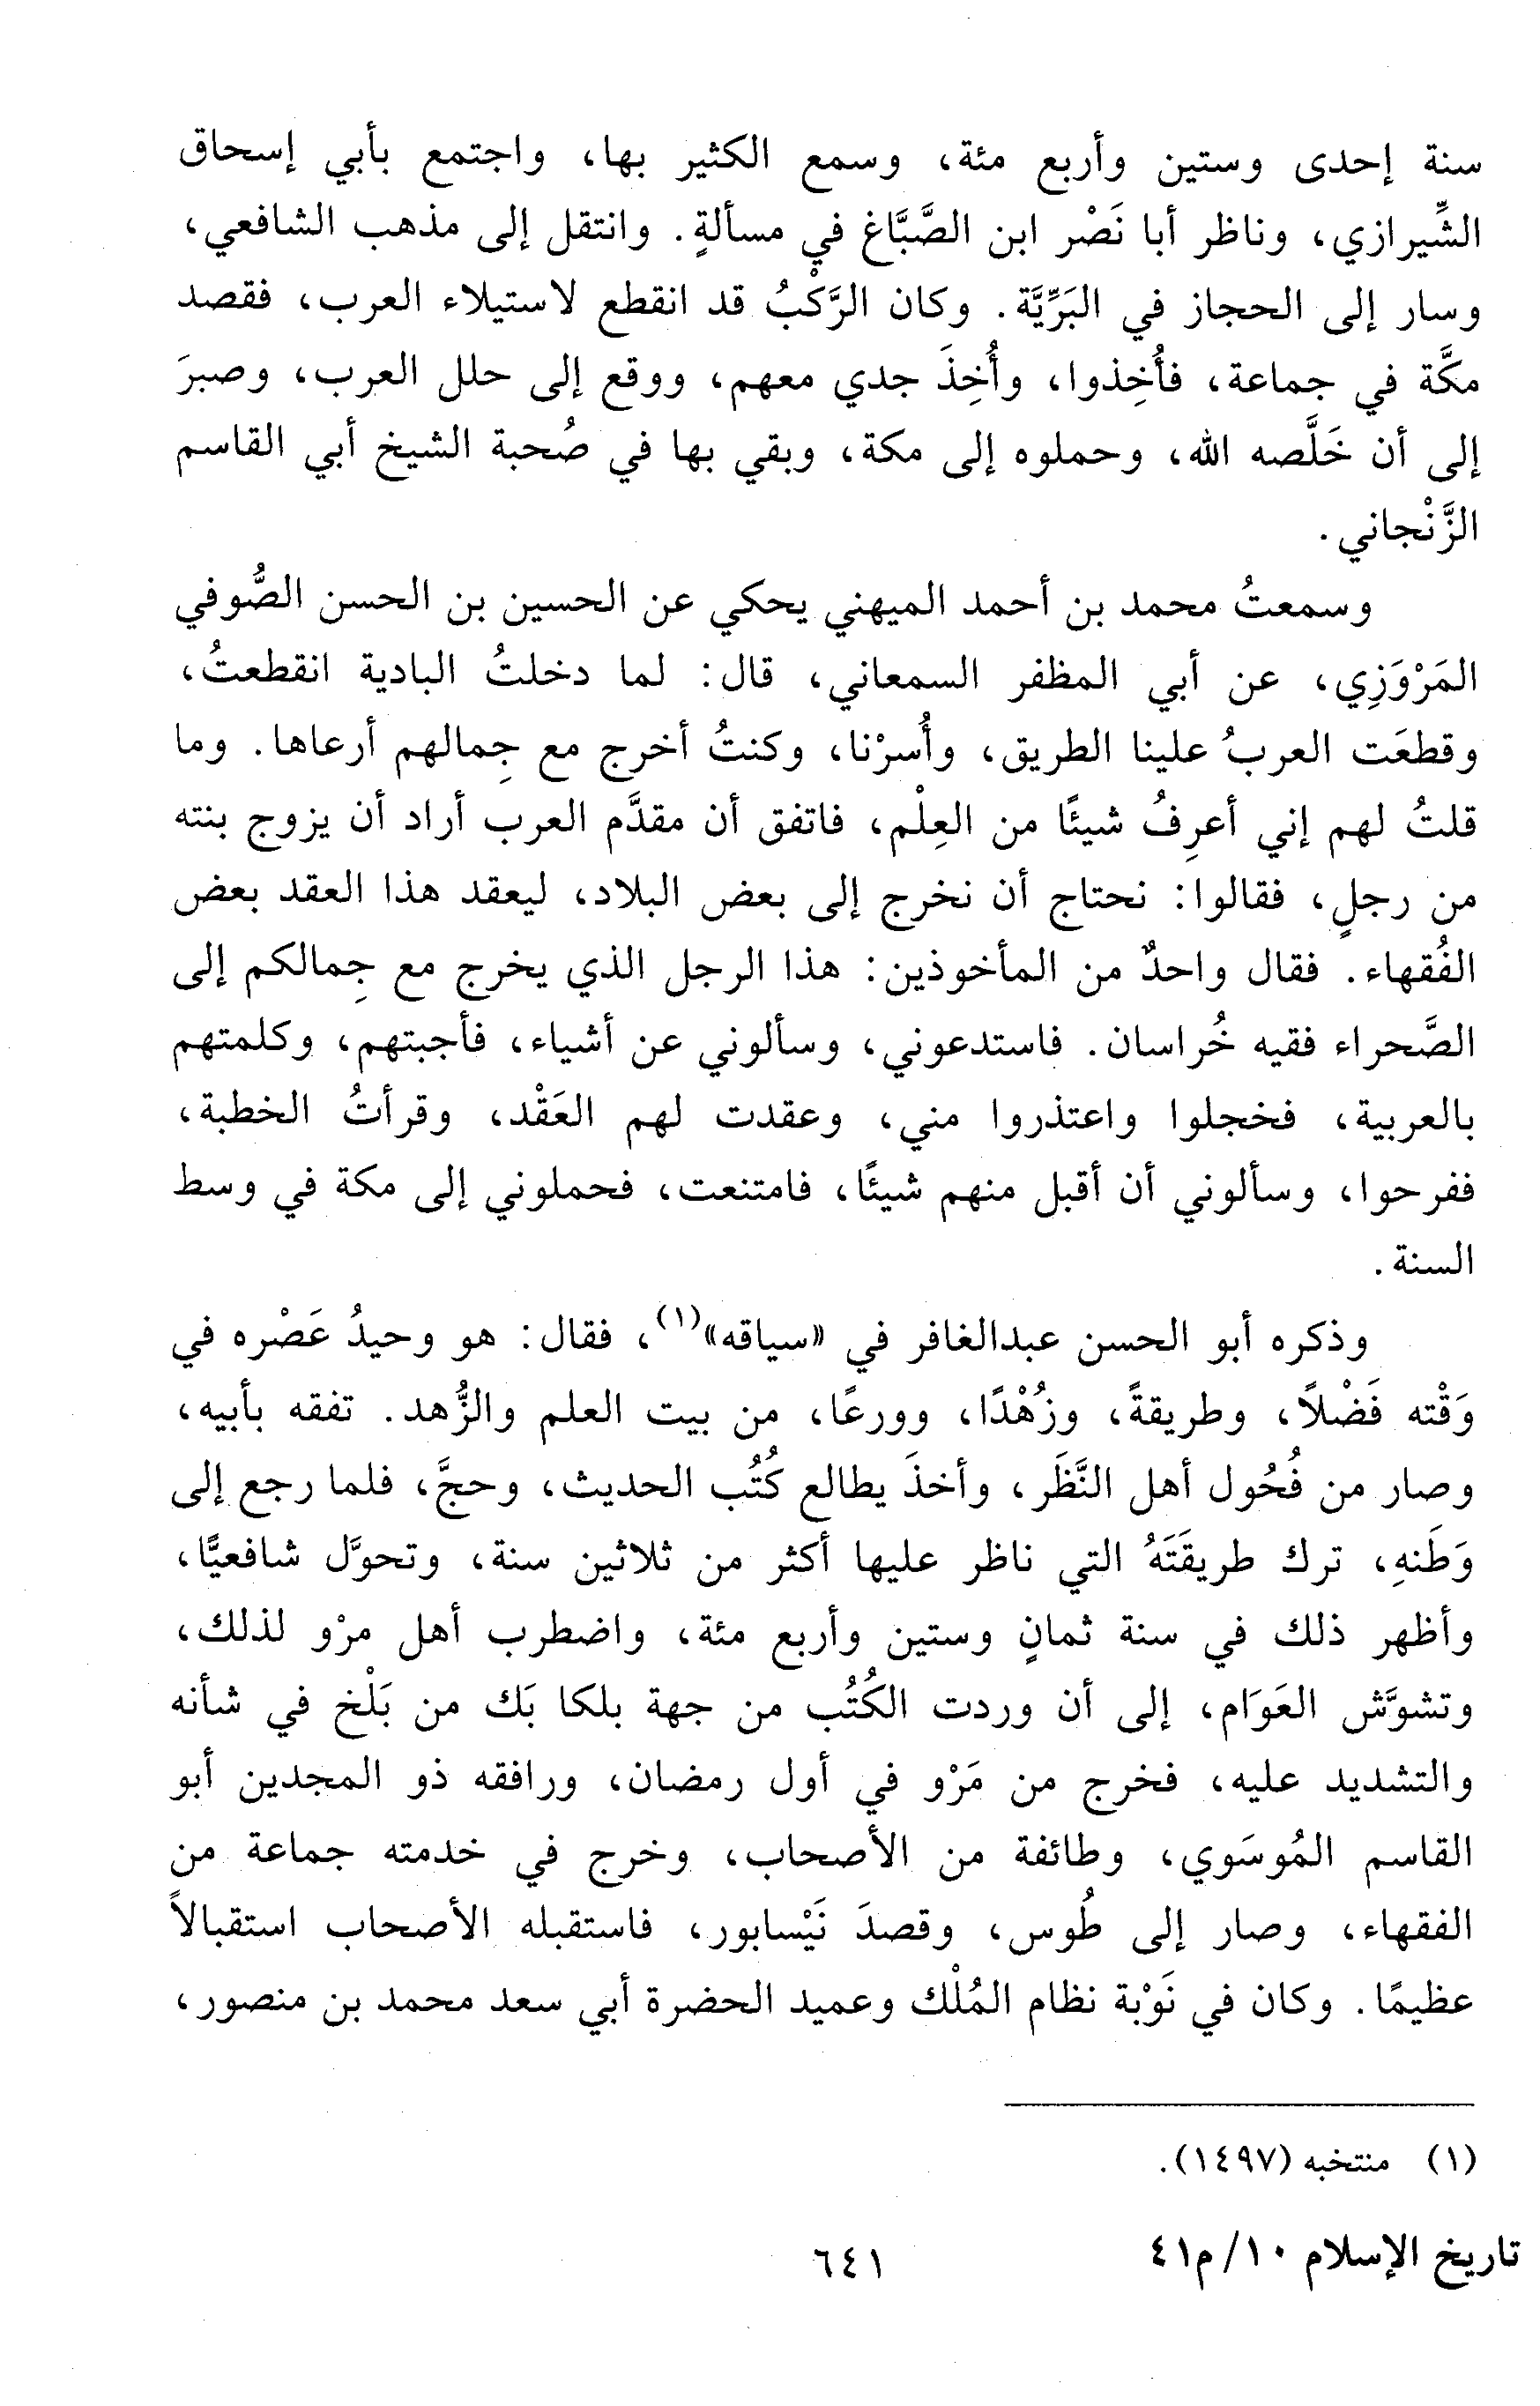 سنة إحدى وستين وأربع مئة، وسمع الكثير بها، واجتمع بأبي إسحاق
الشِّيرازي، وناظر أبا نَصْر ابن الصَّبَّاغ في مسألةٍ. وانتقل إلى مذهب الشافعي،
وسار إلى الحجاز في البَرِّيَّة. وكان الرَّكْبُ قد انقطع لاستيلاء العرب، فقصد
مكَّة في جماعة، فأُخِذوا، وأُخِذَ جدي معهم، ووقع إلى حلل العرب، وصبرَ
إلى أن خَلَّصه الله، وحملوه إلى مكة، وبقي بها في صُحبة الشيخ أبي القاسم
الزَّنْجاني.
وسمعتُ محمد بن أحمد الميهني يحكي عن الحسين بن الحسن الصُّوفي
المَرْوَزِي، عن أبي المظفر السمعاني، قال: لما دخلتُ البادية انقطعتُ،
وقطعَت العربُ علينا الطريق، وأُسرْنا، وكنتُ أخرج مع جِمالهم أرعاها. وما
قلتُ لهم إني أعرِفُ شيئًا من العِلْم، فاتفق أن مقدَّم العرب أراد أن يزوج بنته
من رجلٍ، فقالوا: نحتاج أن نخرج إلى بعض البلاد، ليعقد هذا العقد بعض
الفُقهاء. فقال واحدٌ من المأخوذين: هذا الرجل الذي يخرج مع جِمالكم إلى
الصَّحراء فقيه خُراسان. فاستدعوني، وسألوني عن أشياء، فأجبتهم، وكلمتهم
بالعربية، فخجلوا واعتذروا مني، وعقدت لهم العَقْد، وقرأتُ الخطبة،
ففرحوا، وسألوني أن أقبل منهم شيئًا، فامتنعت، فحملوني إلى مكة في وسط
السنة.
وذكره أبو الحسن عبدالغافر في «سياقه»(١)، فقال: هو وحيدُ عَصْره في
وَقْته فَضْلاً، وطريقةً، وزُهْدًا، وورعًا، من بيت العلم والزُّهد. تفقه بأبيه،
وصار من فُحُول أهل النَّظَر، وأخذَ يطالع كُتُب الحديث، وحجَّ، فلما رجع إلى
وَطَنهِ، ترك طريقَتَهُ التي ناظر عليها أكثر من ثلاثين سنة، وتحوَّل شافعيًّا،
وأظهر ذلك في سنة ثمانٍ وستين وأربع مئة، واضطرب أهل مرْو لذلك،
وتشوَّش العَوَام، إلى أن وردت الكُتُب من جهة بلكا بَك من بَلْخ في شأنه
والتشديد عليه، فخرج من مَرْو في أول رمضان، ورافقه ذو المجدين أبو
القاسم المُوسَوي، وطائفة من الأصحاب، وخرج في خدمته جماعة من
الفقهاء، وصار إلى طُوس، وقصدَ نَيْسابور، فاستقبله الأصحاب استقبالاً
عظيمًا. وكان في نَوْبة نظام المُلْك وعميد الحضرة أبي سعد محمد بن منصور،
(١) منتخبه (١٤٩٧).
تاريخ الإسلام ١٠/ م٤١
٦٤١